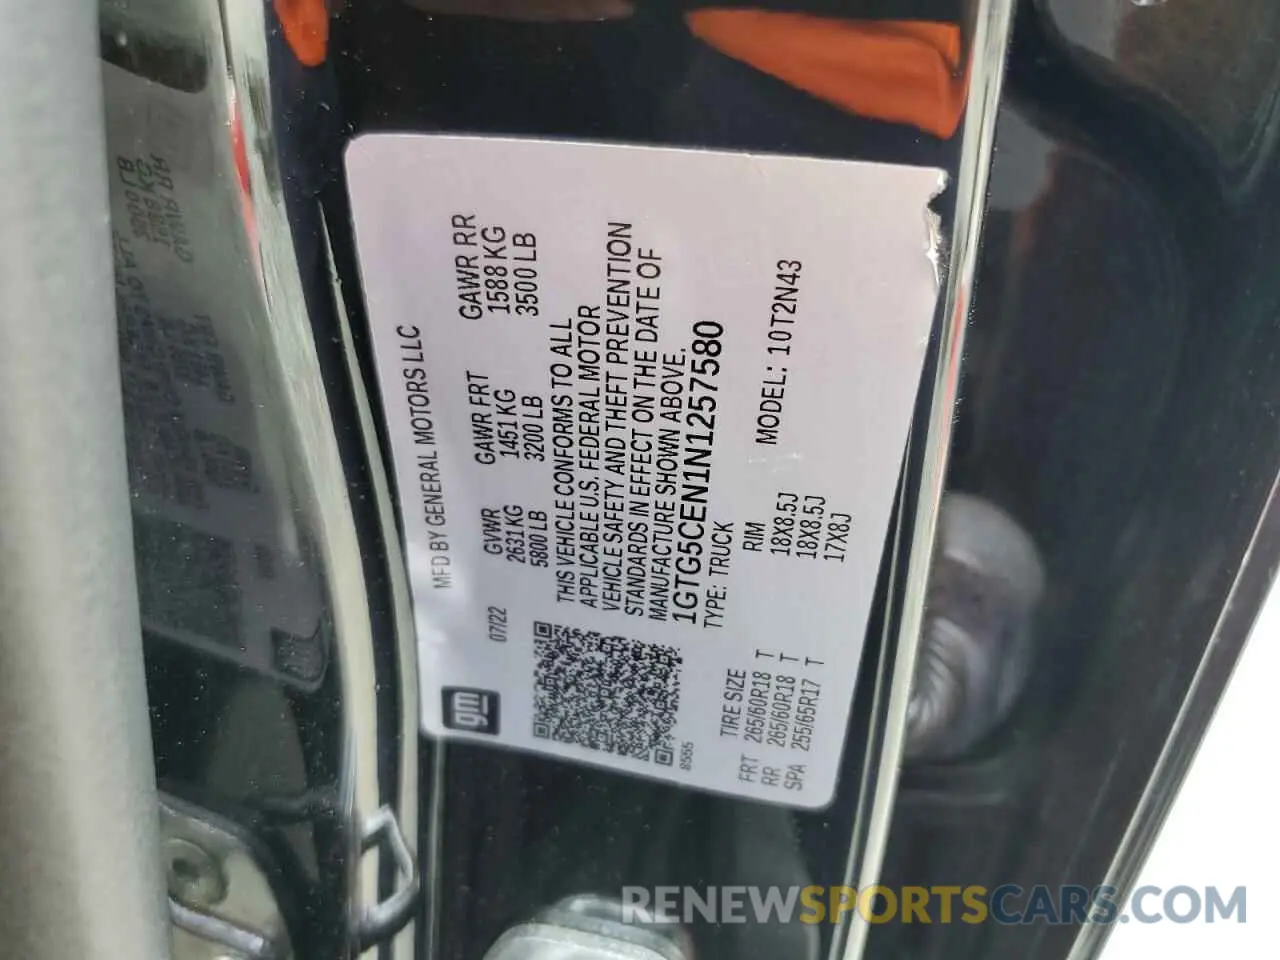 MFD BY GENERAL MOTORS LLC
07/22 GVWR GAWR FRT GAWR RR
2631 KG 1451 KG 1588 KG
5800 LB 3200 LB 3500 LB
THIS VEHICLE CONFORMS TO ALL
APPLICABLE U.S. FEDERAL MOTOR
VEHICLE SAFETY AND THEFT PREVENTION
STANDARDS IN EFFECT ON THE DATE OF
MANUFACTURE SHOWN ABOVE.
1GTG5CEN1N1257580
TYPE: TRUCK MODEL: 10T2N43
gm
8555
TIRE SIZE RIM
FRT 265/60R18 T 18X8.5J
RR 265/60R18 T 18X8.5J
SPA 255/65R17 T 17X8J
RENEWSPORTSCARS.COM